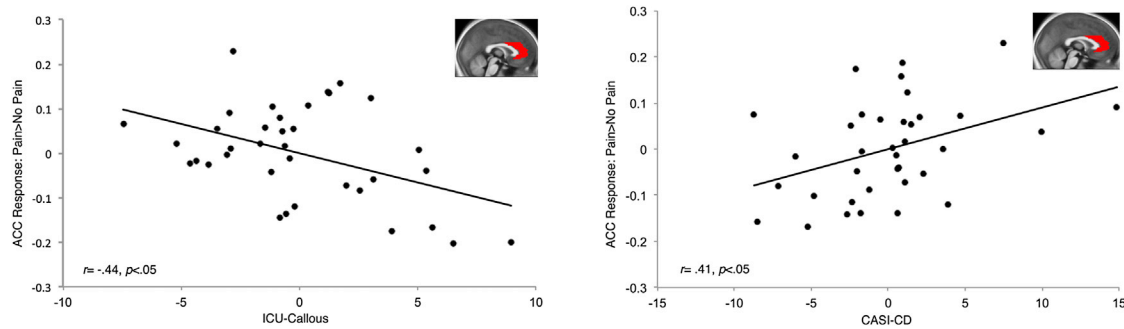 0.3
0.2
0.1
0
-0.1
-0.2
-0.3
ACC Response: Pain>No Pain
r= -.44, p<.05
-10 -5 0 5 10
ICU-Callous
0.3
0.2
0.1
0
-0.1
-0.2
-0.3
ACC Response: Pain>No Pain
r= .41, p<.05
-15 -10 -5 0 5 10 15
CASI-CD